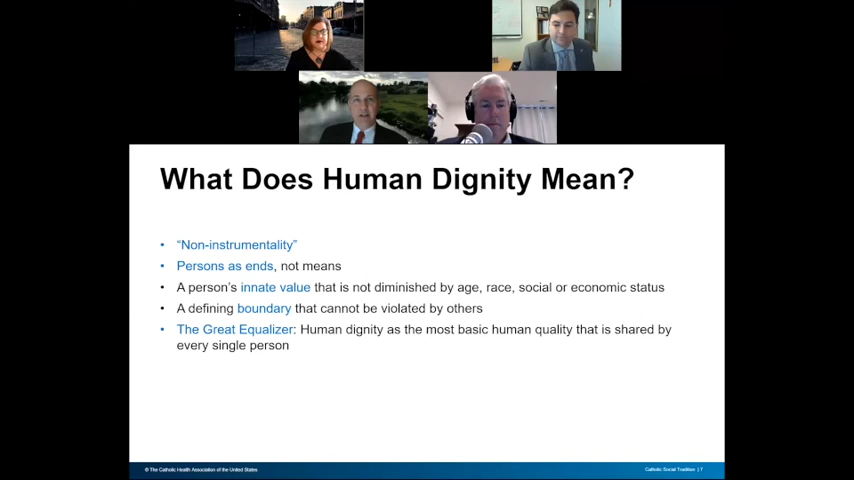 What Does Human Dignity Mean?
• “Non-instrumentality”
• Persons as ends, not means
• A person’s innate value that is not diminished by age, race, social or economic status
• A defining boundary that cannot be violated by others
• The Great Equalizer: Human dignity as the most basic human quality that is shared by
every single person
© The Catholic Health Association of the United States
Catholic Social Tradition | 7